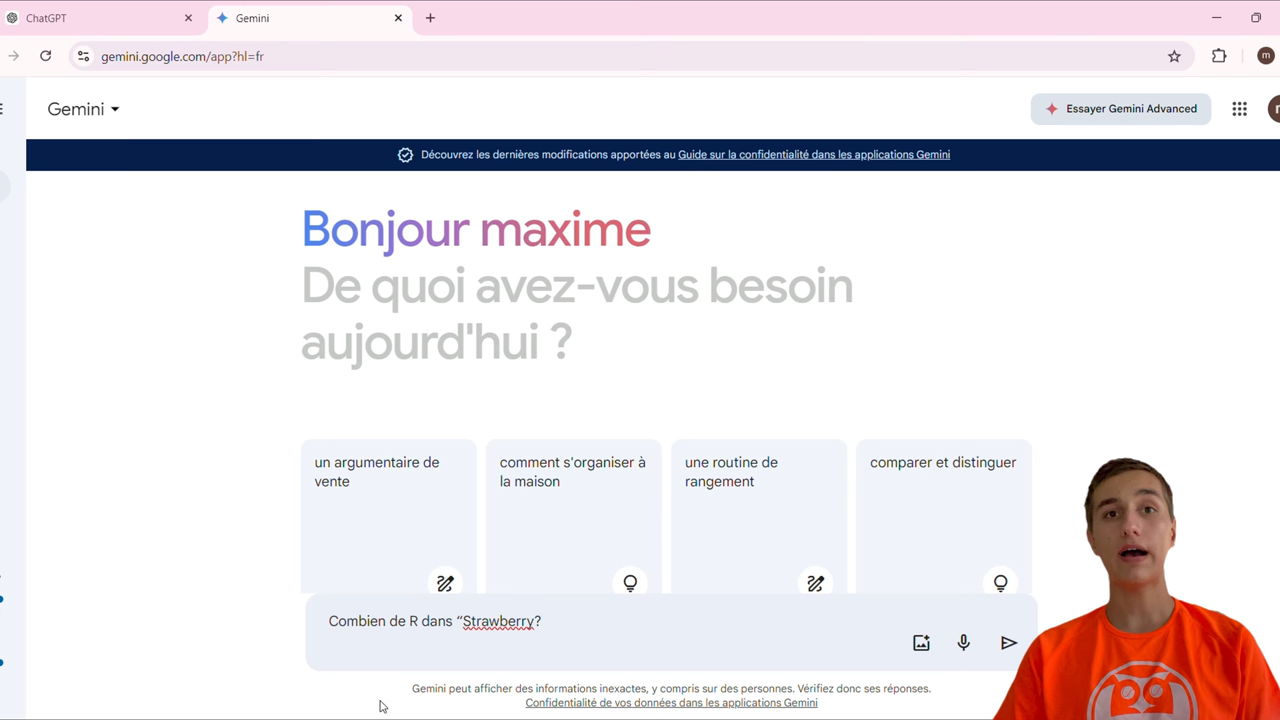 ChatGPT
Gemini
gemini.google.com/app?hl=fr
m
Gemini
Essayer Gemini Advanced
Découvrez les dernières modifications apportées au Guide sur la confidentialité dans les applications Gemini
Bonjour maxime
De quoi avez-vous besoin
aujourd'hui ?
un argumentaire de
vente
comment s'organiser à
la maison
une routine de
rangement
comparer et distinguer
Combien de R dans “Strawberry?
Gemini peut afficher des informations inexactes, y compris sur des personnes. Vérifiez donc ses réponses.
Confidentialité de vos données dans les applications Gemini